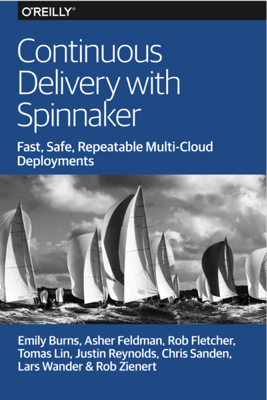 O'REILLY®
Continuous
Delivery with
Spinnaker
Fast, Safe, Repeatable Multi-Cloud
Deployments
Emily Burns, Asher Feldman, Rob Fletcher,
Tomas Lin, Justin Reynolds, Chris Sanden,
Lars Wander & Rob Zienert